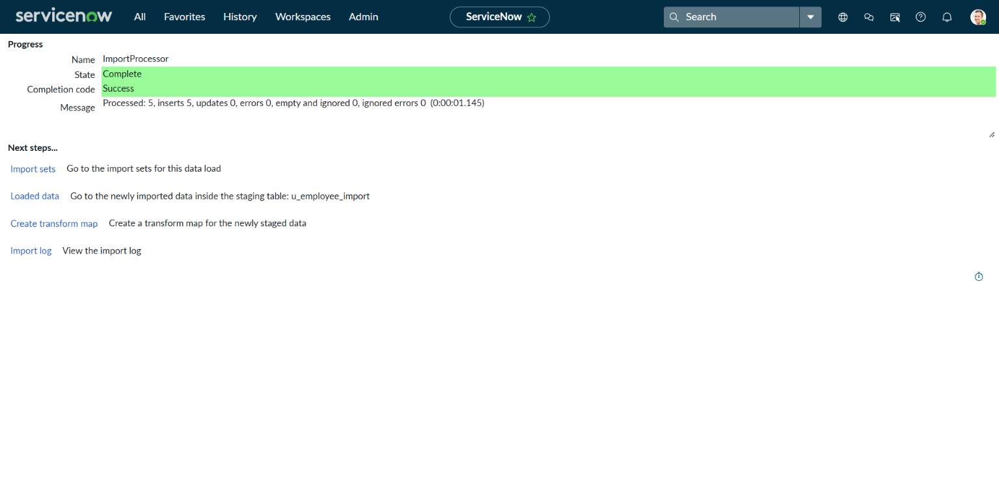 servicenow All Favorites History Workspaces Admin ServiceNow Search
Progress
Name ImportProcessor
State Complete
Completion code Success
Message Processed: 5, inserts 5, updates 0, errors 0, empty and ignored 0, ignored errors 0 (0:00:01.145)
Next steps...
Import sets Go to the import sets for this data load
Loaded data Go to the newly imported data inside the staging table: u_employee_import
Create transform map Create a transform map for the newly staged data
Import log View the import log